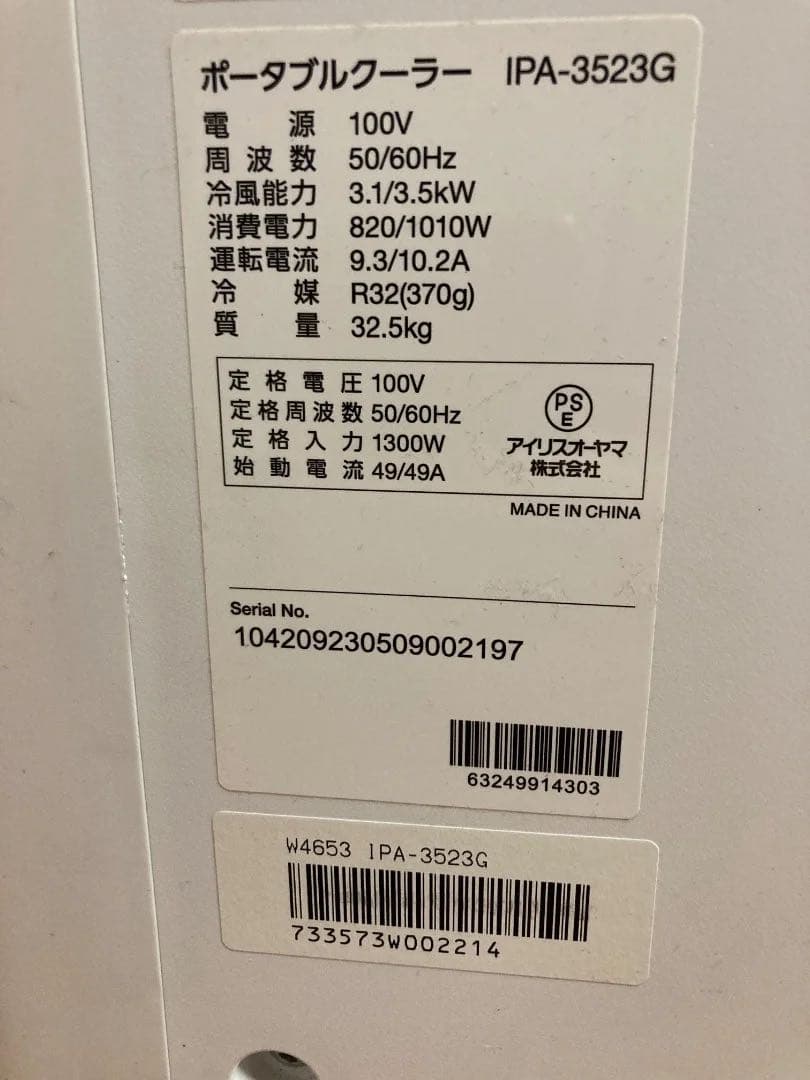 ポータブルクーラー IPA-3523G
電源 100V
周波数 50/60Hz
冷風能力 3.1/3.5kW
消費電力 820/1010W
運転電流 9.3/10.2A
冷媒 R32(370g)
質量 32.5kg
定格電圧 100V
定格周波数 50/60Hz
定格入力 1300W
始動電流 49/49A
PSE
アイリスオーヤマ
株式会社
MADE IN CHINA
Serial No.
104209230509002197
63249914303
W4653 IPA-3523G
733573W002214